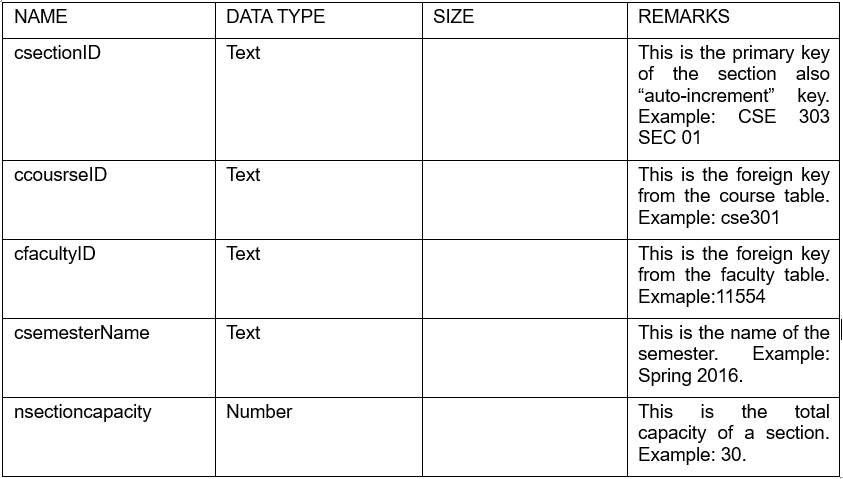 NAME DATA TYPE SIZE REMARKS
csectionID Text This is the primary key
of the section also
“auto-increment” key.
Example: CSE 303
SEC 01
ccousrseID Text This is the foreign key
from the course table.
Example: cse301
cfacultyID Text This is the foreign key
from the faculty table.
Exmaple:11554
csemesterName Text This is the name of the
semester. Example:
Spring 2016.
nsectioncapacity Number This is the total
capacity of a section.
Example: 30.